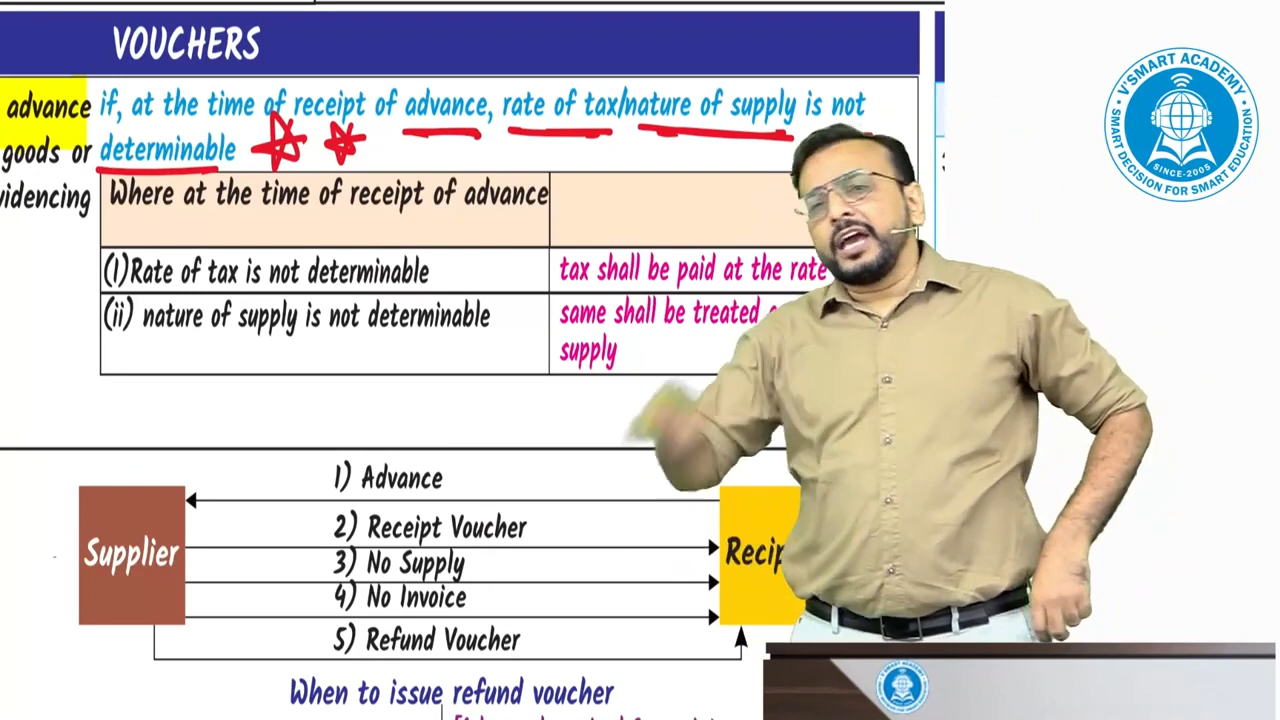 VOUCHERS
advance if, at the time of receipt of advance, rate of tax/nature of supply is not
goods or determinable
Where at the time of receipt of advance
(I)Rate of tax is not determinable
tax shall be paid at the rate
(ii) nature of supply is not determinable
same shall be treated
supply
1) Advance
2) Receipt Voucher
3) No Supply
4) No Invoice
5) Refund Voucher
Supplier
When to issue refund voucher
V'SMART ACADEMY
SINCE-2005
SMART DECISION FOR SMART EDUCATION